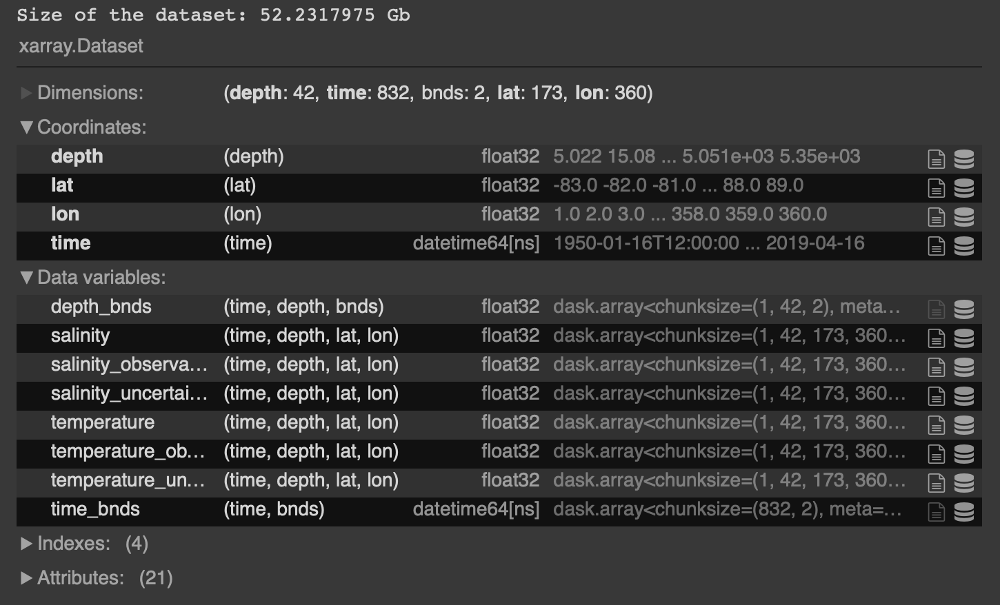 Size of the dataset: 52.2317975 Gb
xarray.Dataset
Dimensions: (depth: 42, time: 832, bnds: 2, lat: 173, lon: 360)
Coordinates:
depth (depth) float32 5.022 15.08 ... 5.051e+03 5.35e+03
lat (lat) float32 -83.0 -82.0 -81.0 ... 88.0 89.0
lon (lon) float32 1.0 2.0 3.0 ... 358.0 359.0 360.0
time (time) datetime64[ns] 1950-01-16T12:00:00 ... 2019-04-16
Data variables:
depth_bnds (time, depth, bnds) float32 dask.array<chunksize=(1, 42, 2), meta...
salinity (time, depth, lat, lon) float32 dask.array<chunksize=(1, 42, 173, 360...
salinity_observa... (time, depth, lat, lon) float32 dask.array<chunksize=(1, 42, 173, 360...
salinity_uncertai... (time, depth, lat, lon) float32 dask.array<chunksize=(1, 42, 173, 360...
temperature (time, depth, lat, lon) float32 dask.array<chunksize=(1, 42, 173, 360...
temperature_ob... (time, depth, lat, lon) float32 dask.array<chunksize=(1, 42, 173, 360...
temperature_un... (time, depth, lat, lon) float32 dask.array<chunksize=(1, 42, 173, 360...
time_bnds (time, bnds) datetime64[ns] dask.array<chunksize=(832, 2), meta=...
Indexes: (4)
Attributes: (21)